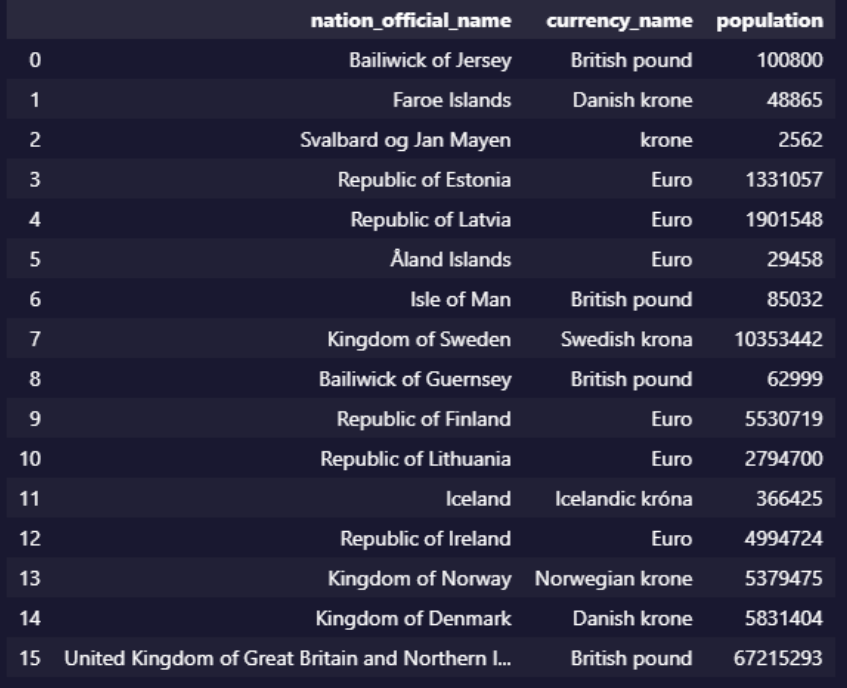 nation_official_name currency_name population
0 Bailiwick of Jersey British pound 100800
1 Faroe Islands Danish krone 48865
2 Svalbard og Jan Mayen krone 2562
3 Republic of Estonia Euro 1331057
4 Republic of Latvia Euro 1901548
5 Åland Islands Euro 29458
6 Isle of Man British pound 85032
7 Kingdom of Sweden Swedish krona 10353442
8 Bailiwick of Guernsey British pound 62999
9 Republic of Finland Euro 5530719
10 Republic of Lithuania Euro 2794700
11 Iceland Icelandic króna 366425
12 Republic of Ireland Euro 4994724
13 Kingdom of Norway Norwegian krone 5379475
14 Kingdom of Denmark Danish krone 5831404
15 United Kingdom of Great Britain and Northern I... British pound 67215293